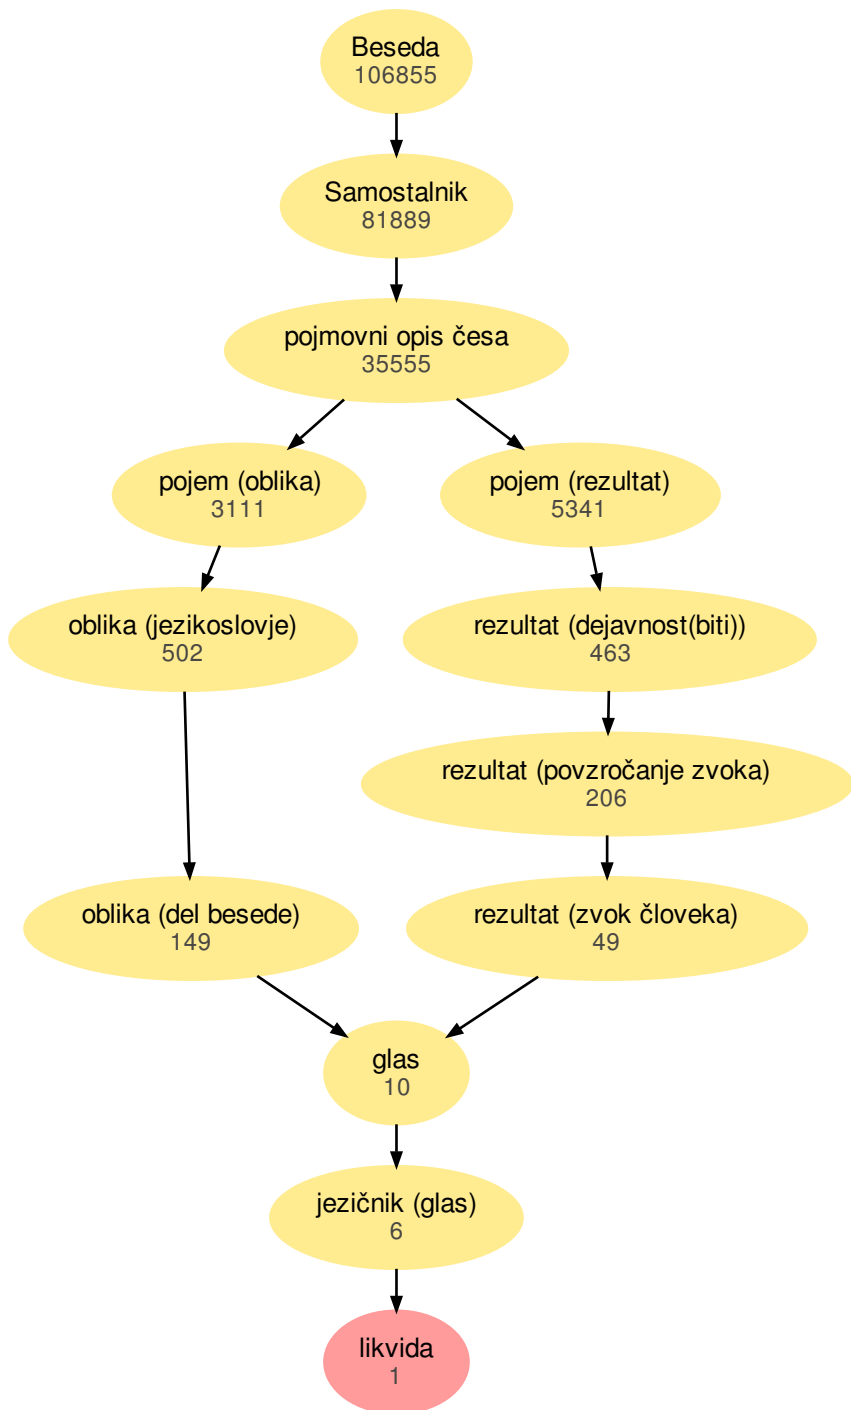 Beseda
106855
Samostalnik
81889
pojmovni opis česa
35555
pojem (oblika)
3111
pojem (rezultat)
5341
oblika (jezikoslovje)
502
rezultat (dejavnost(biti))
463
rezultat (povzročanje zvoka)
206
oblika (del besede)
149
rezultat (zvok človeka)
49
glas
10
jezičnik (glas)
6
likvida
1